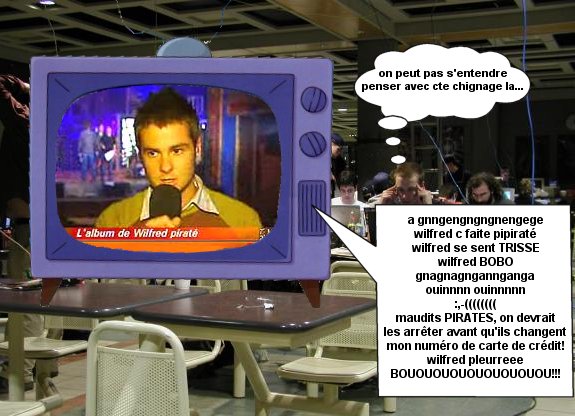 on peut pas s'entendre
penser avec cte chignage la...
L'album de Wilfred piraté
a gnngengngngnengege
wilfred c faite pipiraté
wilfred se sent TRISSE
wilfred BOBO
gnagnagngannganga
ouinnnn ouinnnnn
:,-((((((((
maudits PIRATES, on devrait
les arréter avant qu'ils changent
mon numéro de carte de crédit!
wilfred pleurreee
BOUOUOUOUOUOUOUOUOU!!!